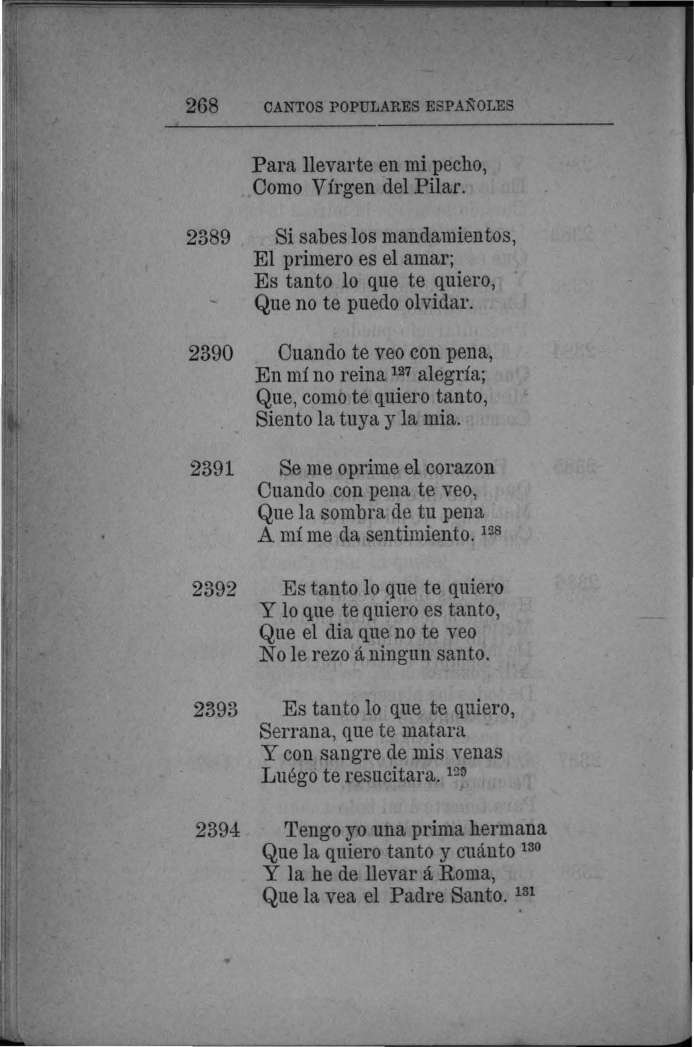 268 CANTOS POPULARES ESPAÑOLES
Para llevarte en mi pecho,
Como Vírgen del Pilar.
2389 Si sabes los mandamientos,
El primero es el amar;
Es tanto lo que te quiero,
Que no te puedo olvidar.
2390 Cuando te veo con pena,
En mí no reina 127 alegría;
Que, como te quiero tanto,
Siento la tuya y la mia.
2391 Se me oprime el corazon
Cuando con pena te veo,
Que la sombra de tu pena
A mí me da sentimiento. 128
2392 Es tanto lo que te quiero
Y lo que te quiero es tanto,
Que el dia que no te veo
No le rezo á ningun santo.
2393 Es tanto lo que te quiero,
Serrana, que te matara
Y con sangre de mis venas
Luégo te resucitara. 129
2394 Tengo yo una prima hermana
Que la quiero tanto y cuánto 130
Y la he de llevar á Roma,
Que la vea el Padre Santo. 131